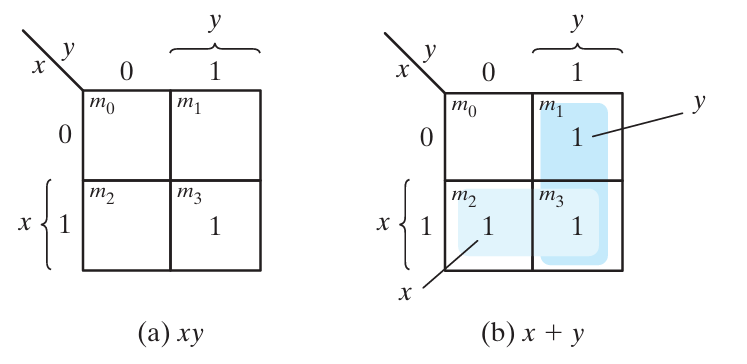 y y
x y 0 1 x y 0 1
m0 m1 m0 m1 y
0 0 1
m2 m3 m2 m3
x 1 1 x 1 1 1
x
(a) xy (b) x + y